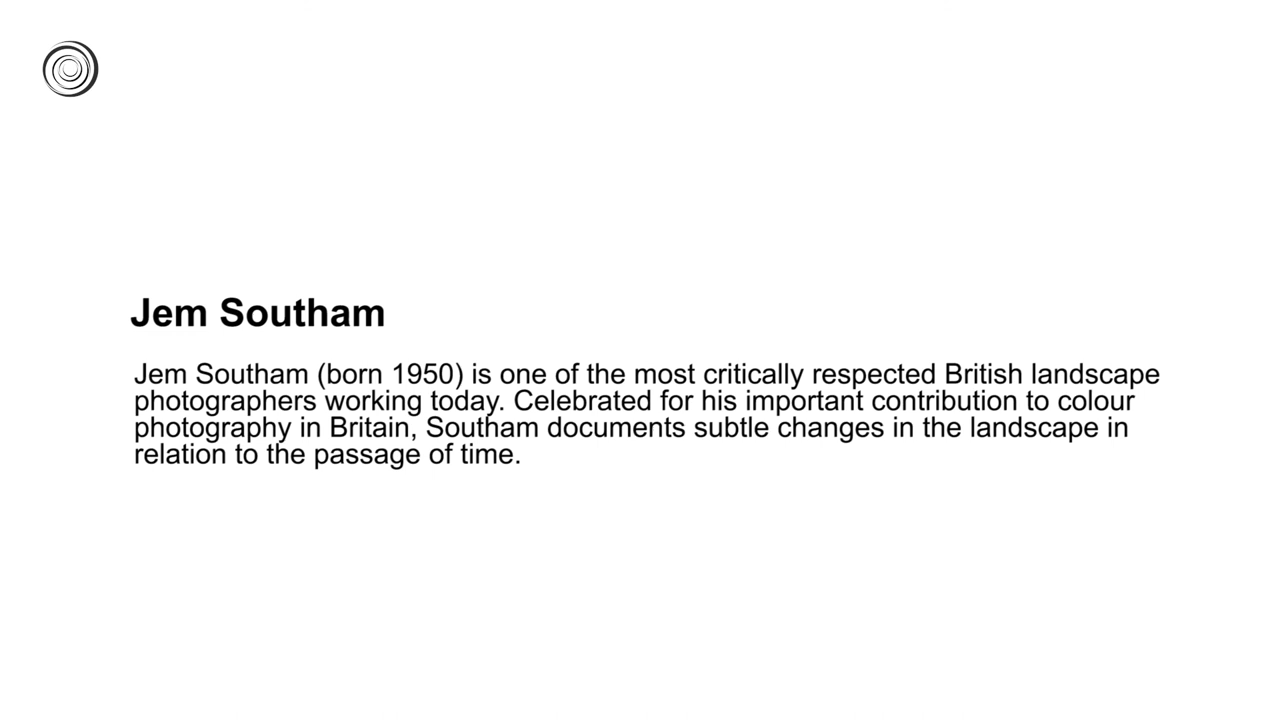 Jem Southam
Jem Southam (born 1950) is one of the most critically respected British landscape
photographers working today. Celebrated for his important contribution to colour
photography in Britain, Southam documents subtle changes in the landscape in
relation to the passage of time.